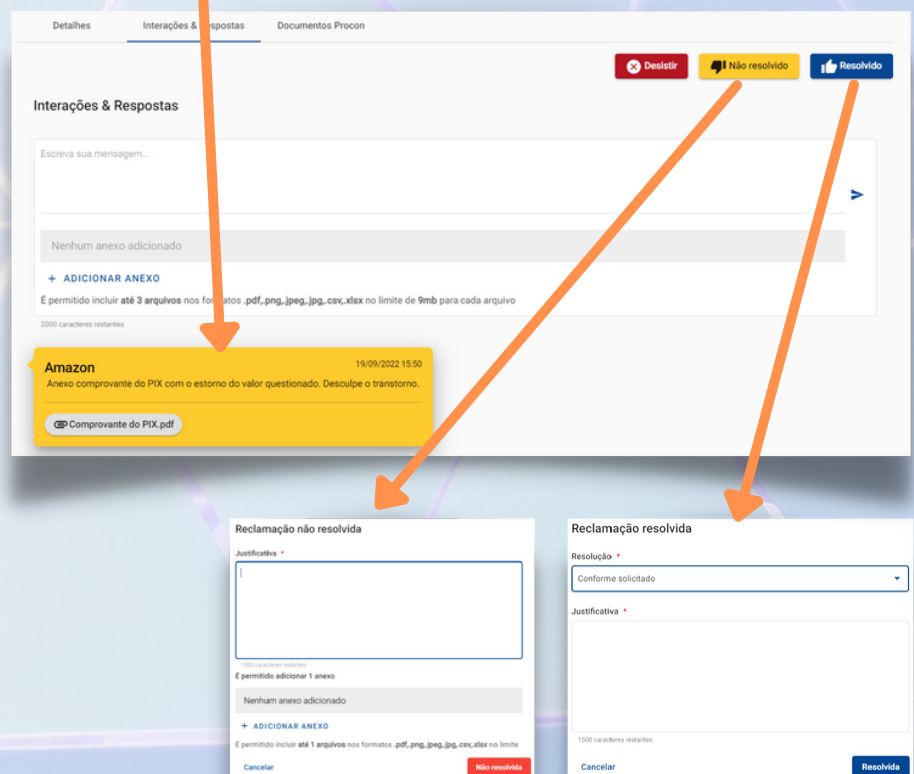 Detalhes
Interações & Respostas
Documentos Procon
Desistir
Não resolvido
Resolvido
Interações & Respostas
Escreva sua mensagem...
Nenhum anexo adicionado
+ ADICIONAR ANEXO
É permitido incluir até 3 arquivos nos formatos .pdf,.png,.jpeg,.jpg,.csv,.xlsx no limite de 9mb para cada arquivo
2000 caracteres restantes
Amazon
19/09/2022 15:50
Anexo comprovante do PIX com o estorno do valor questionado. Desculpe o transtorno.
Comprovante do PIX.pdf
Reclamação não resolvida
Justificativa *
1500 caracteres restantes
É permitido adicionar 1 anexo
Nenhum anexo adicionado
+ ADICIONAR ANEXO
É permitido incluir até 1 arquivos nos formatos .pdf,.png,.jpeg,.jpg,.csv,.xlsx no limite
Cancelar
Não resolvida
Reclamação resolvida
Resolução *
Conforme solicitado
Justificativa *
1500 caracteres restantes
Cancelar
Resolvida